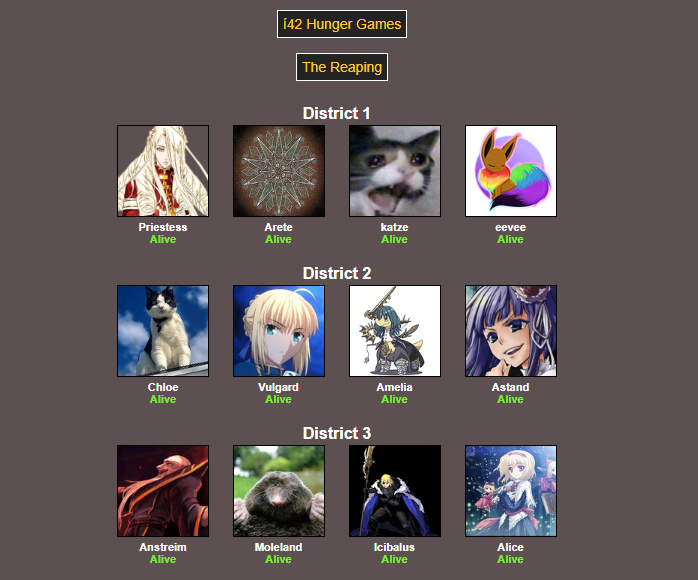 í42 Hunger Games
The Reaping
District 1
Priestess Arete katze eevee
Alive Alive Alive Alive
District 2
Chloe Vulgard Amelia Astand
Alive Alive Alive Alive
District 3
Anstreim Moleland Icibalus Alice
Alive Alive Alive Alive